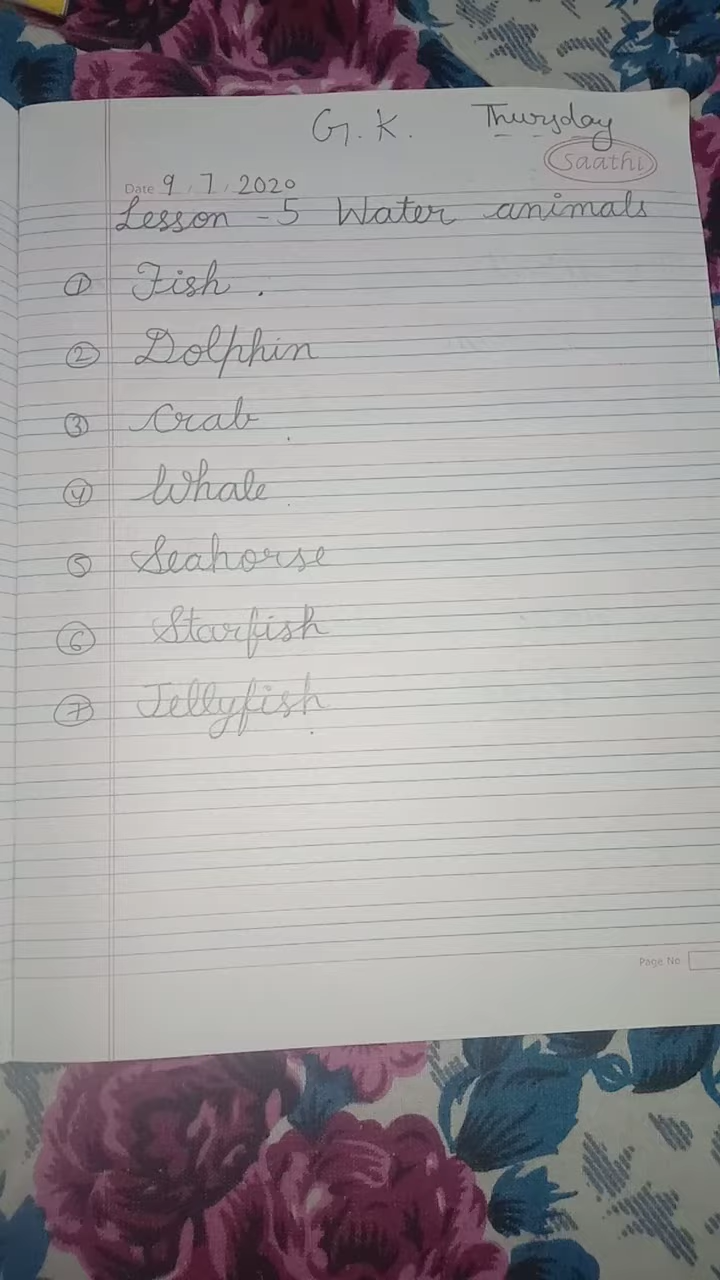 G.K. Thursday
Saathi
Date 9.7.2020
Lesson - 5 Water animals
① Fish.
② Dolphin
③ Crab
④ Whale
⑤ Seahorse
⑥ Starfish
⑦ Jellyfish
Page No